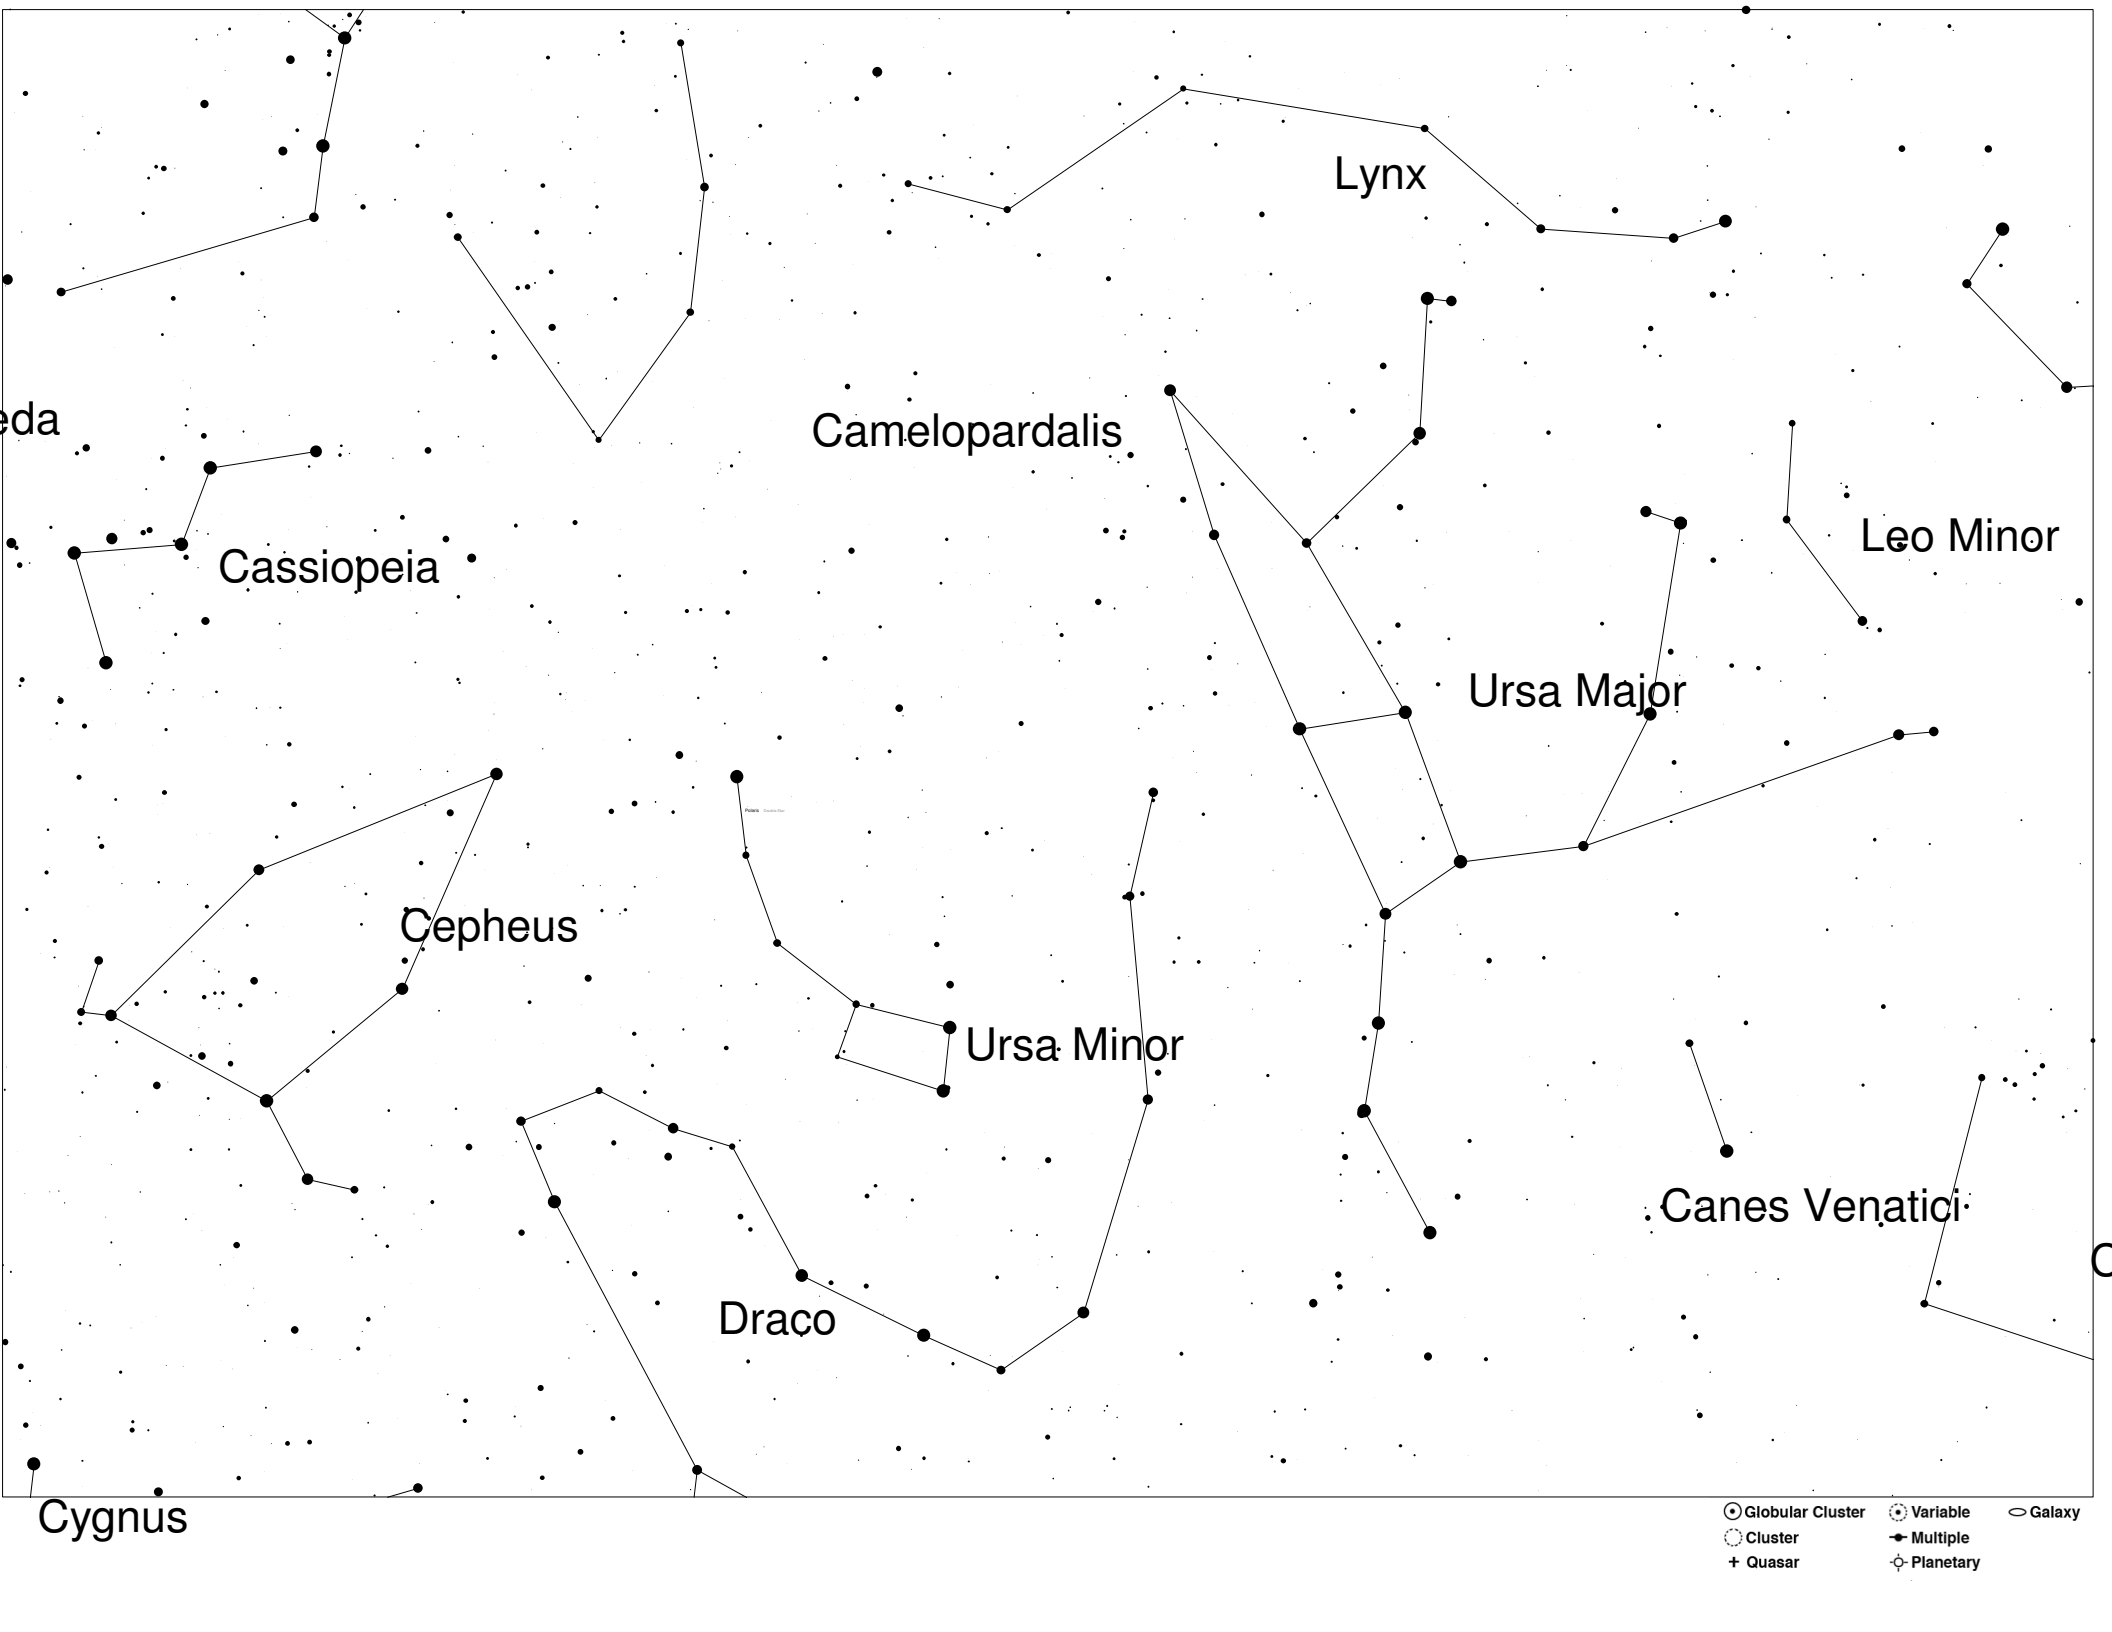 Lynx
eda
Camelopardalis
Cassiopeia
Leo Minor
Ursa Major
Polaris
Cepheus
Ursa Minor
Canes Venatici
Draco
Cygnus
Globular Cluster
Variable
Galaxy
Cluster
Multiple
Quasar
Planetary